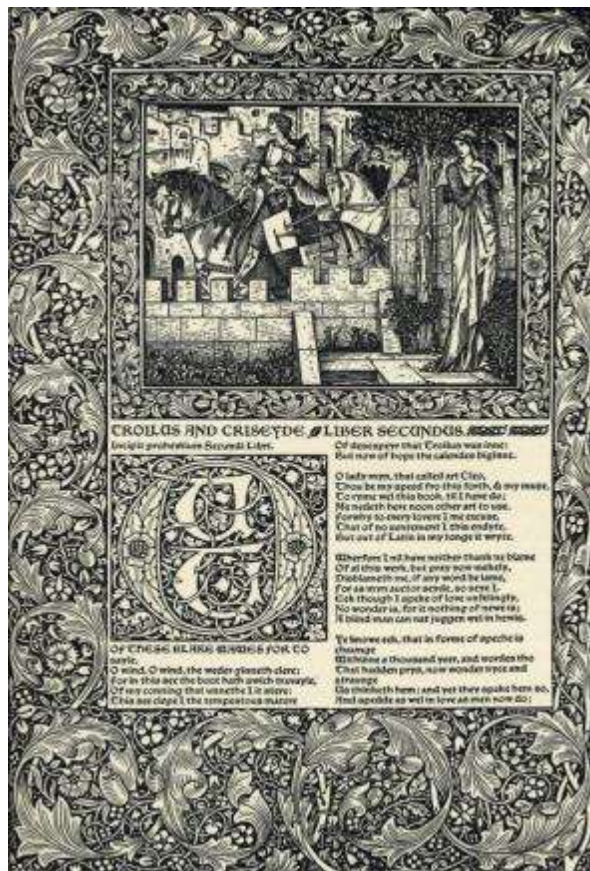 TROILUS AND CRISEYDE. LIBER SECUNDUS
Incipit prohemium Secundi Libri.
OUT
OF THESE BLAKE WAWES FOR TO
sayle,
O wind, O wind, the weder ginneth clere;
For in this see the boot hath swich travayle,
Of my conning that unnethe I it stere:
This see clepe I the tempestous matere
Of desespeyr that Troilus was inne:
But now of hope the calendes biginne.
O lady myn, that called art Cleo,
Thou be my speed fro this forth, & my muse,
To ryme wel this book, til I have do;
Me nedeth here noon other art to use.
Forwhy to every lovere I me excuse,
That of no sentement I this endyte,
But out of Latin in my tonge it wryte.
Wherfore I nil have neither thank ne blame
Of al this werk, but prey yow mekely,
Disblameth me, if any word be lame,
For as myn auctor seyde, so seye I.
Eek though I speke of love unfelingly,
No wonder is, for it nothing of newe is;
A blind man can nat juggen wel in hewis.
Ye knowe eek, that in forme of speche is
chaunge
Withinne a thousand yeer, and wordes tho
That hadden prys, now wonder nyce and
straunge
Us thinketh hem; and yet they spake hem so,
And spedde as wel in love as men now do;